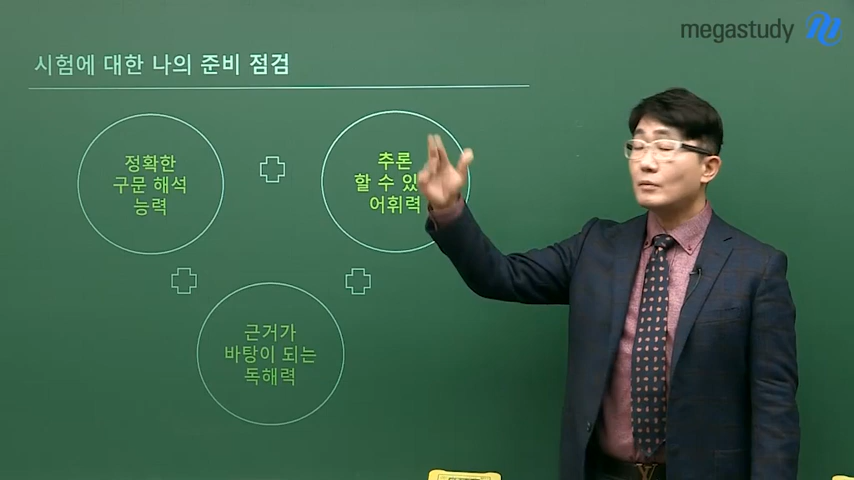 megastudy
시험에 대한 나의 준비 점검
정확한
구문 해석
능력
추론
할 수 있
어휘력
근거가
바탕이 되는
독해력